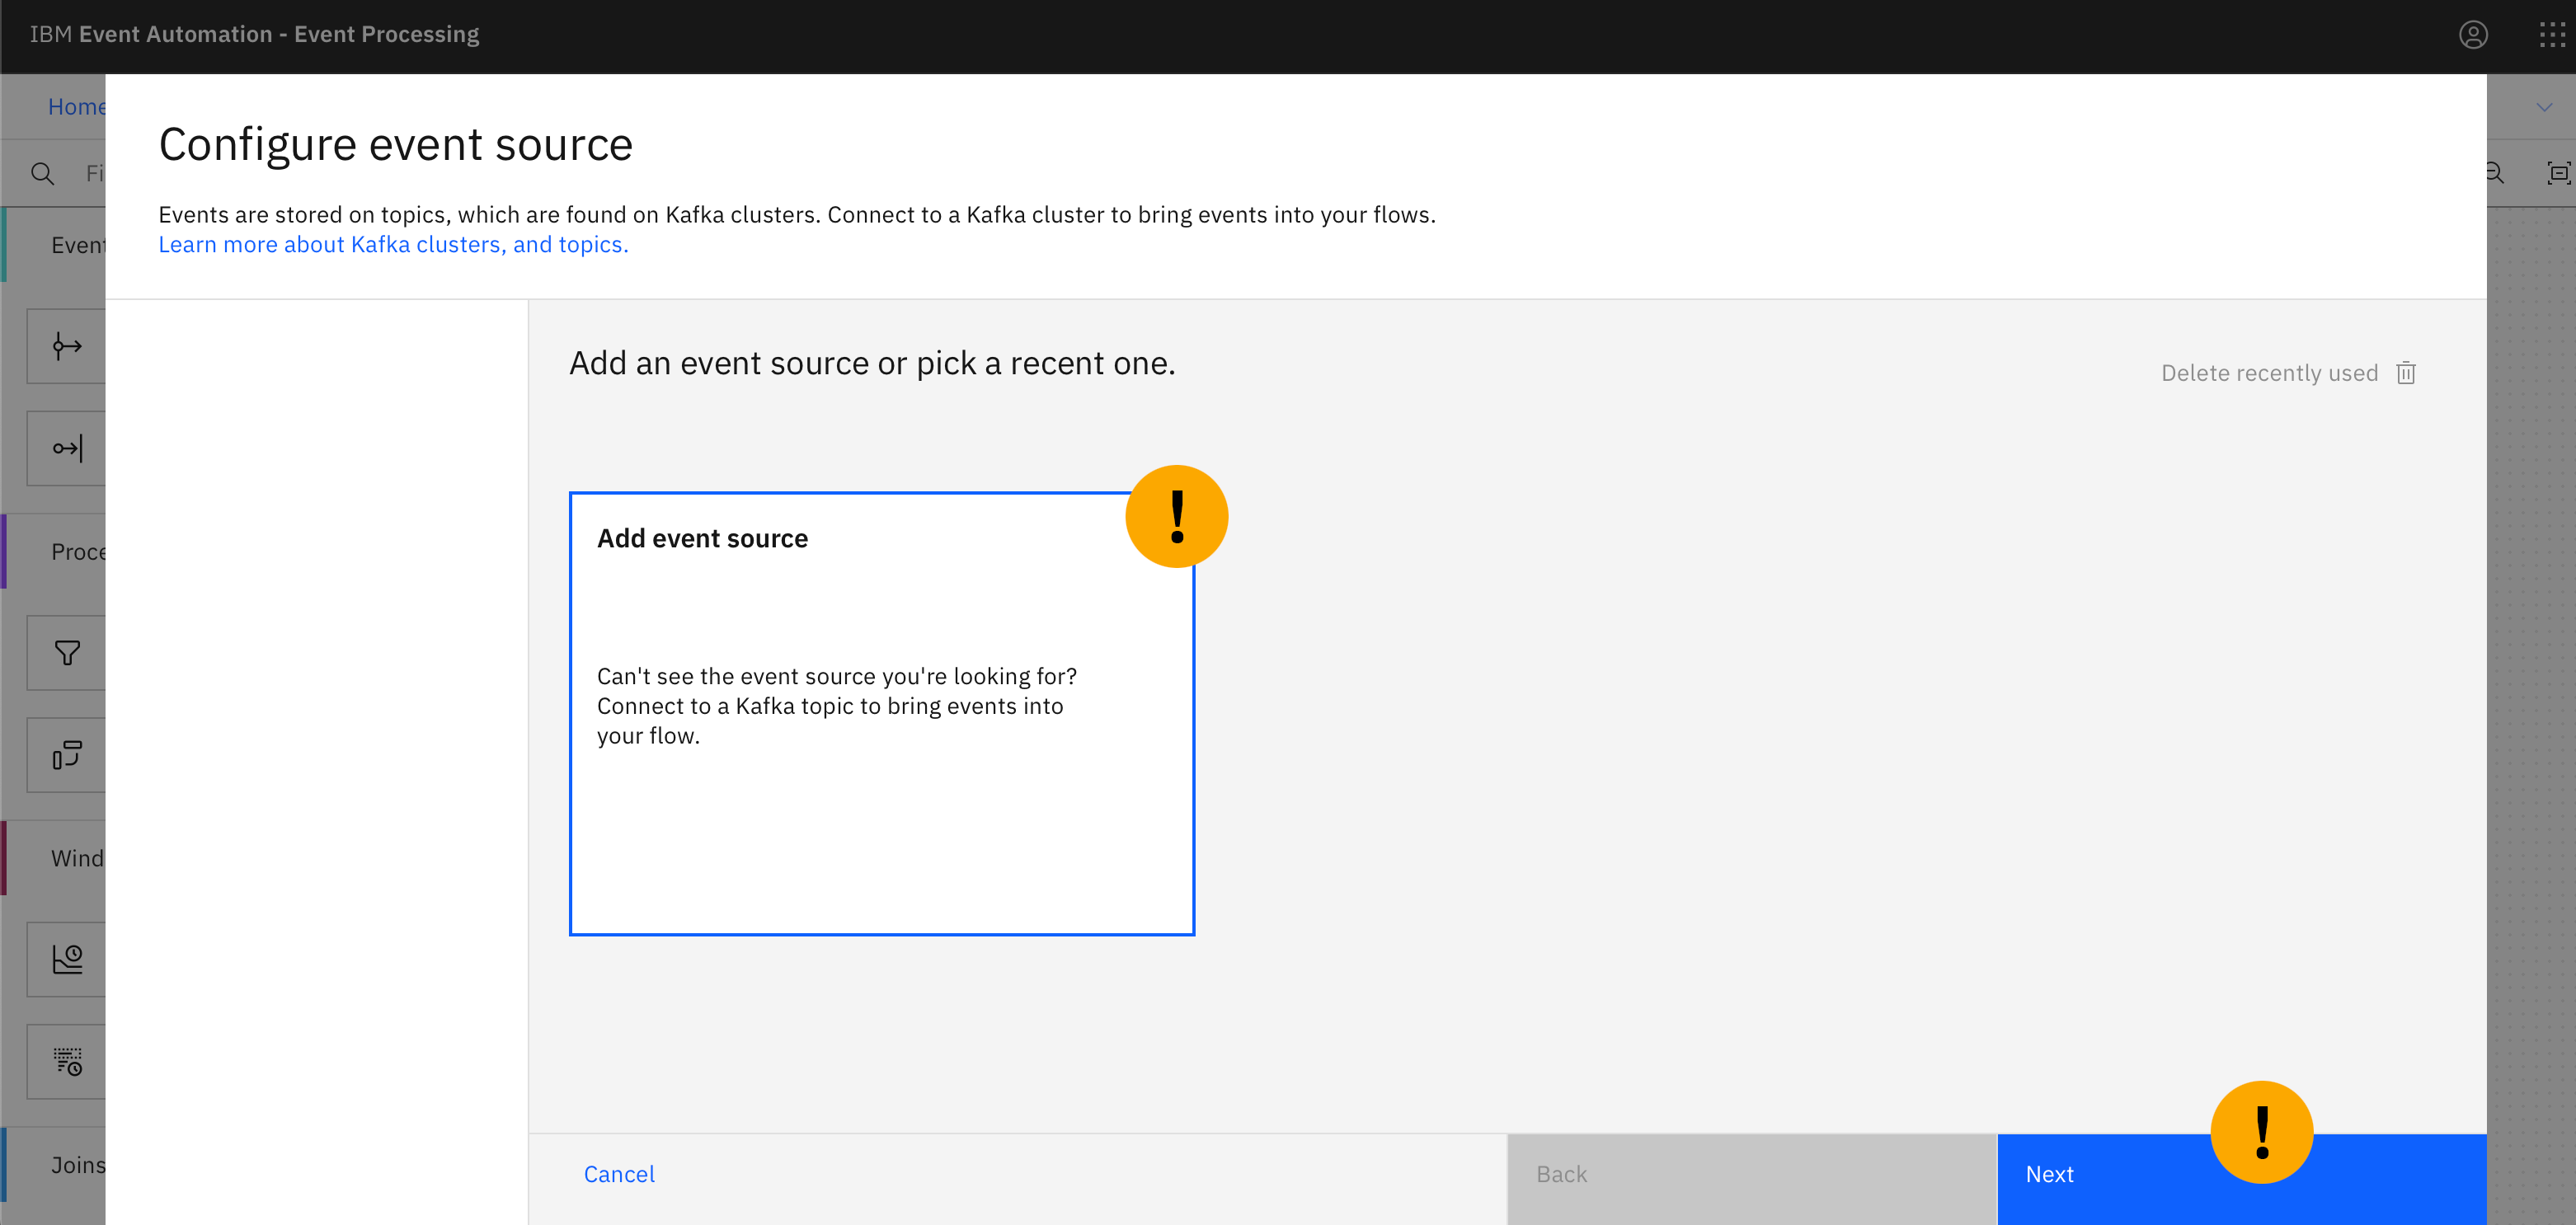 IBM Event Automation - Event Processing
Home
Configure event source
Fi
Events are stored on topics, which are found on Kafka clusters. Connect to a Kafka cluster to bring events into your flows.
Learn more about Kafka clusters, and topics.
Event
Add an event source or pick a recent one.
Delete recently used
!
Add event source
Proce
Can't see the event source you're looking for?
Connect to a Kafka topic to bring events into
your flow.
Wind
!
Joins
Cancel
Back
Next